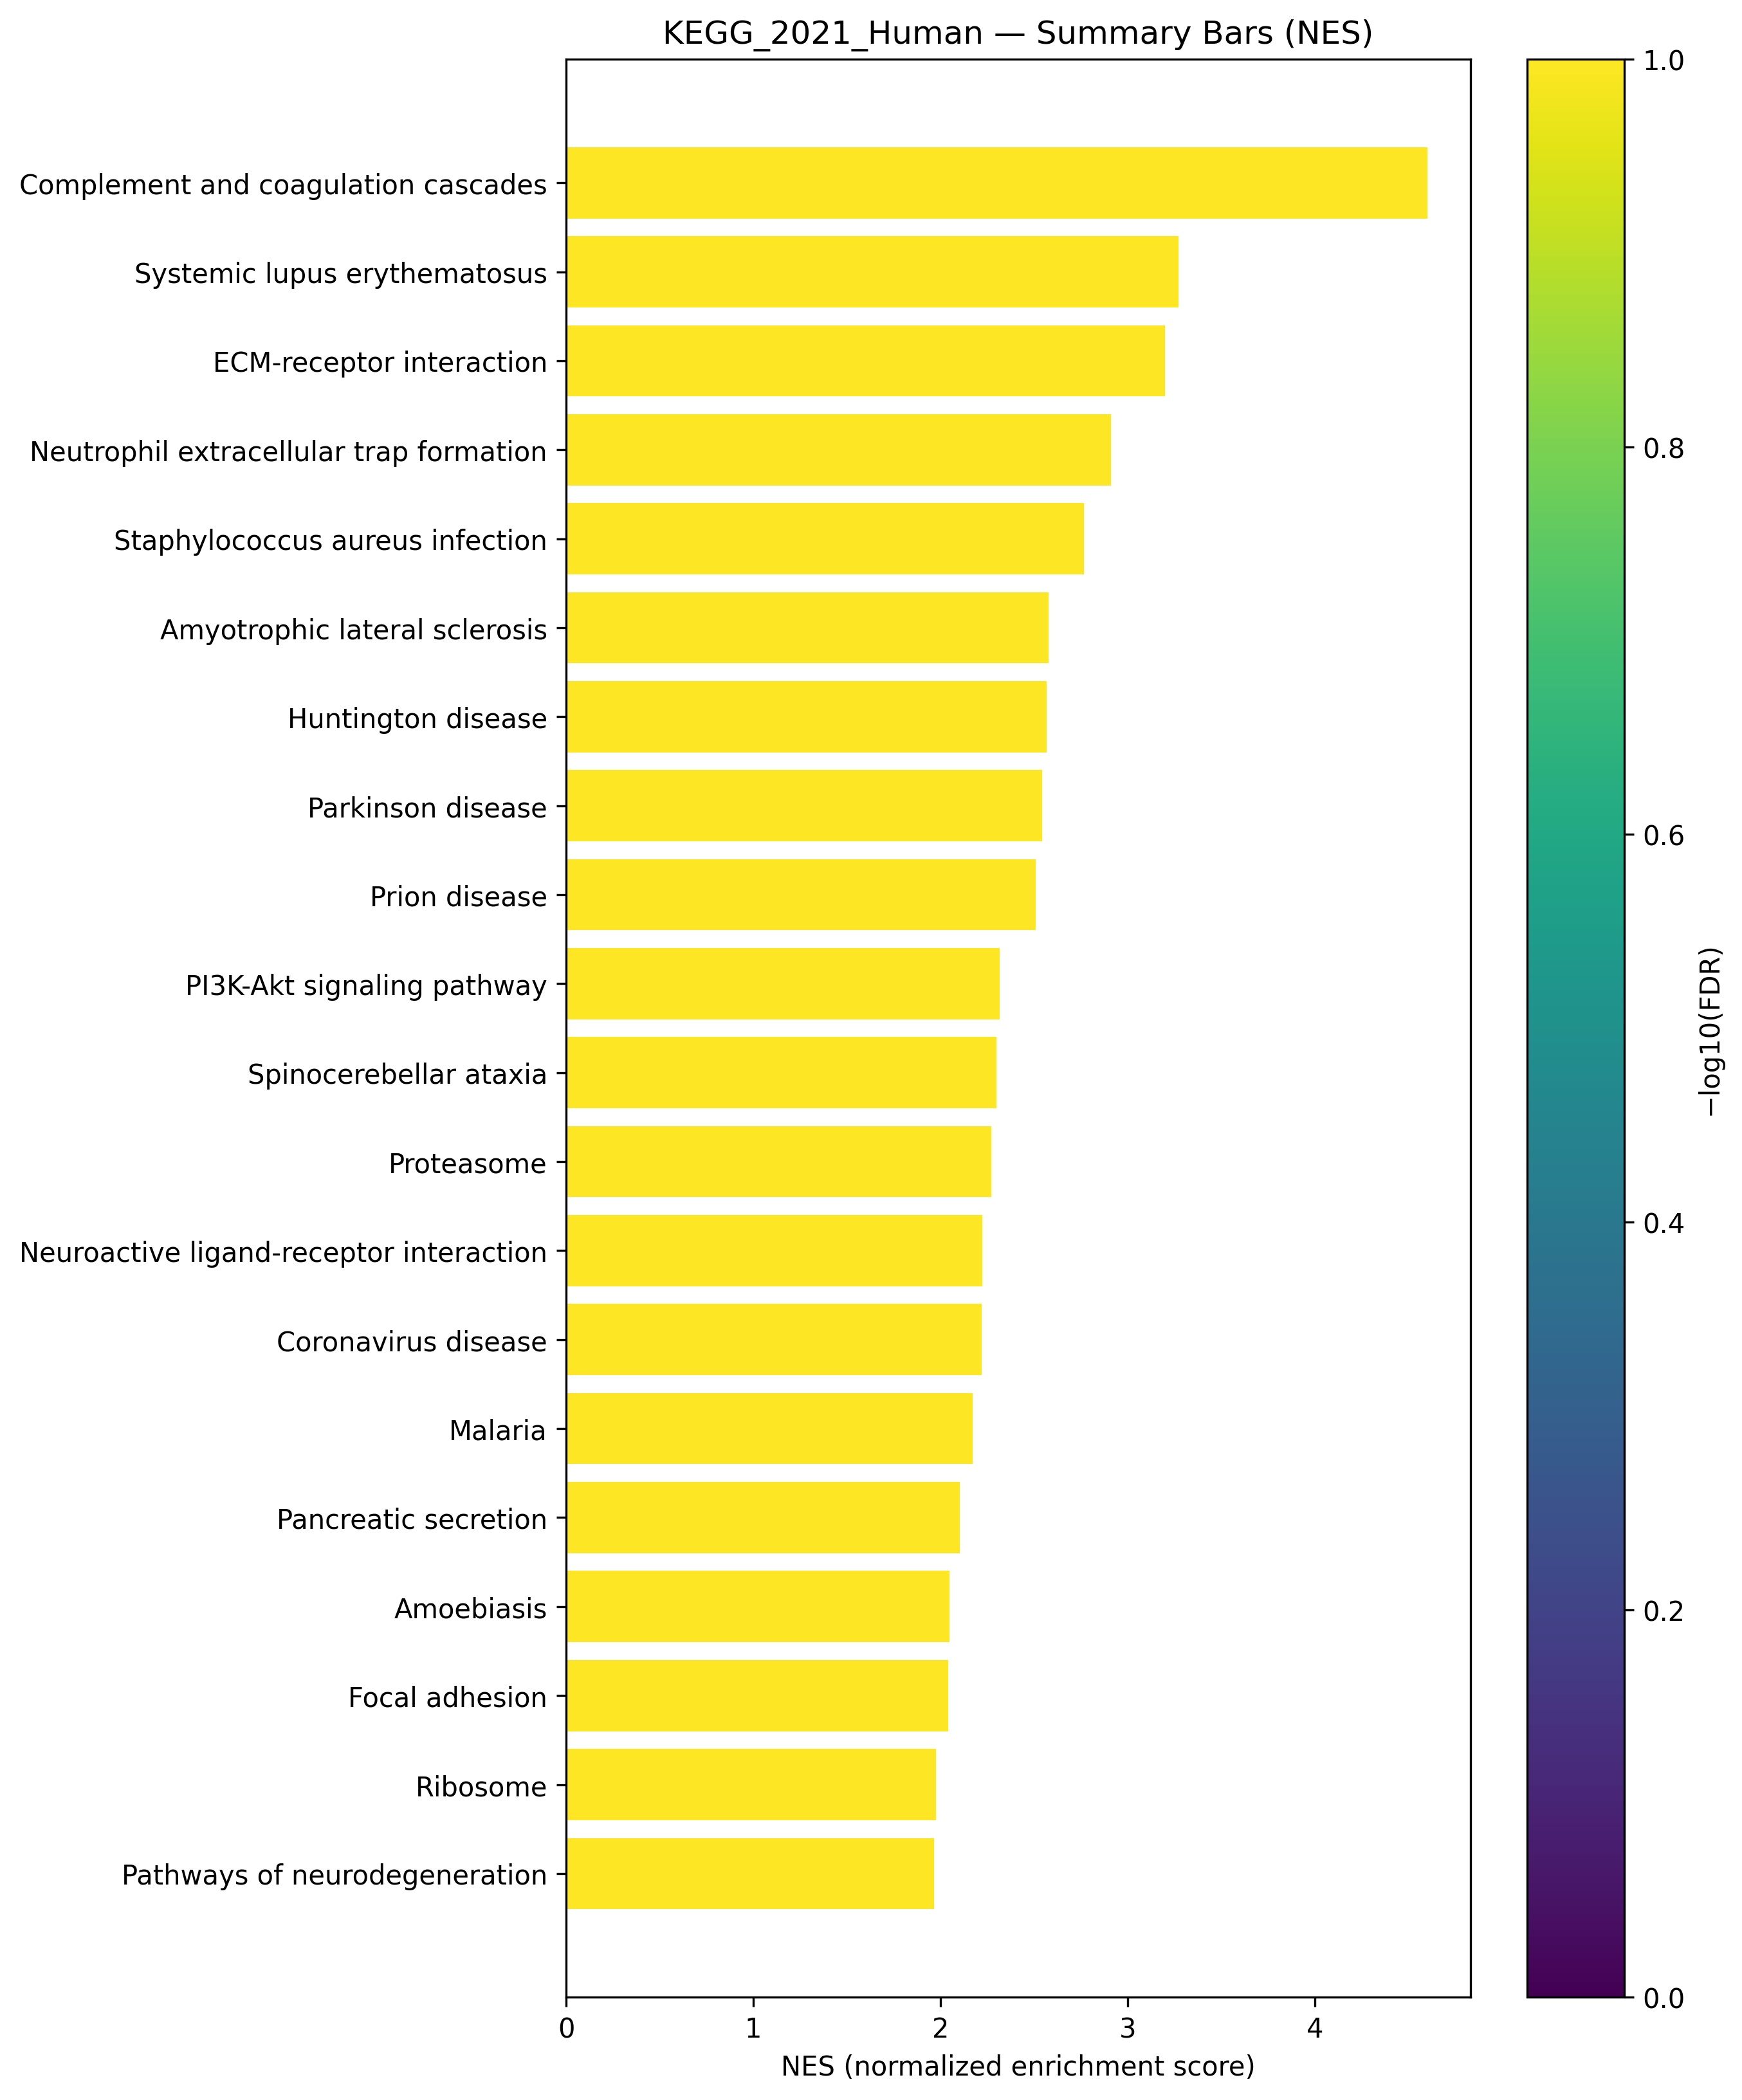 KEGG_2021_Human — Summary Bars (NES)
Complement and coagulation cascades
Systemic lupus erythematosus
ECM-receptor interaction
Neutrophil extracellular trap formation
Staphylococcus aureus infection
Amyotrophic lateral sclerosis
Huntington disease
Parkinson disease
Prion disease
PI3K-Akt signaling pathway
Spinocerebellar ataxia
Proteasome
Neuroactive ligand-receptor interaction
Coronavirus disease
Malaria
Pancreatic secretion
Amoebiasis
Focal adhesion
Ribosome
Pathways of neurodegeneration
0 1 2 3 4
NES (normalized enrichment score)
1.0
0.8
0.6
0.4
0.2
0.0
−log10(FDR)